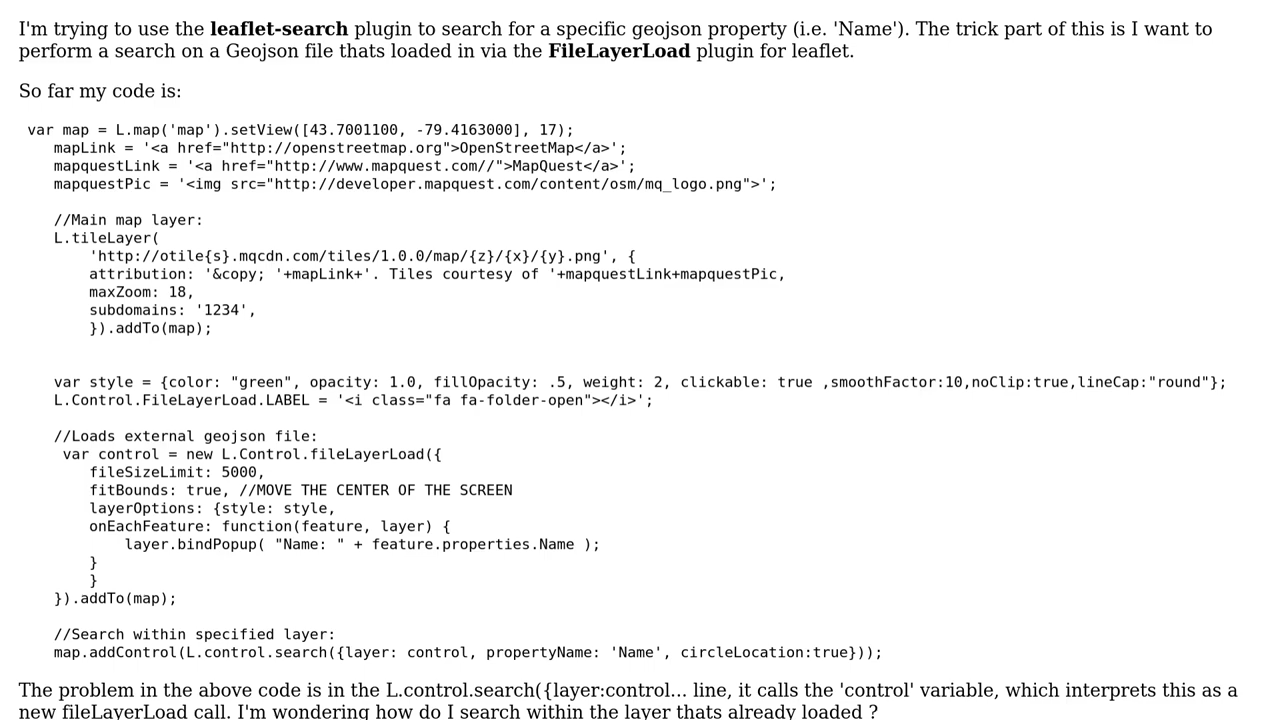 I'm trying to use the leaflet-search plugin to search for a specific geojson property (i.e. 'Name'). The trick part of this is I want to
perform a search on a Geojson file thats loaded in via the FileLayerLoad plugin for leaflet.
So far my code is:
var map = L.map('map').setView([43.7001100, -79.4163000], 17);
mapLink = '<a href="http://openstreetmap.org">OpenStreetMap</a>';
mapquestLink = '<a href="http://www.mapquest.com//">MapQuest</a>';
mapquestPic = '<img src="http://developer.mapquest.com/content/osm/mq_logo.png">';
//Main map layer:
L.tileLayer(
'http://otile{s}.mqcdn.com/tiles/1.0.0/map/{z}/{x}/{y}.png', {
attribution: '&copy; '+mapLink+'. Tiles courtesy of '+mapquestLink+mapquestPic,
maxZoom: 18,
subdomains: '1234',
}).addTo(map);
var style = {color: "green", opacity: 1.0, fillOpacity: .5, weight: 2, clickable: true ,smoothFactor:10,noClip:true,lineCap:"round"};
L.Control.FileLayerLoad.LABEL = '<i class="fa fa-folder-open"></i>';
//Loads external geojson file:
var control = new L.Control.fileLayerLoad({
fileSizeLimit: 5000,
fitBounds: true, //MOVE THE CENTER OF THE SCREEN
layerOptions: {style: style,
onEachFeature: function(feature, layer) {
layer.bindPopup( "Name: " + feature.properties.Name );
}
}
}).addTo(map);
//Search within specified layer:
map.addControl(L.control.search({layer: control, propertyName: 'Name', circleLocation:true}));
The problem in the above code is in the L.control.search({layer:control... line, it calls the 'control' variable, which interprets this as a
new fileLayerLoad call. I'm wondering how do I search within the layer thats already loaded ?